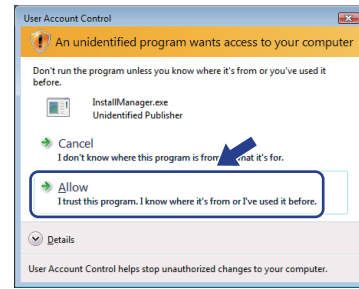 User Account Control
An unidentified program wants access to your computer
Don't run the program unless you know where it's from or you've used it
before.
InstallManager.exe
Unidentified Publisher
Cancel
I don't know where this program is from hat it's for.
Allow
I trust this program. I know where it's from or I've used it before.
Details
User Account Control helps stop unauthorized changes to your computer.